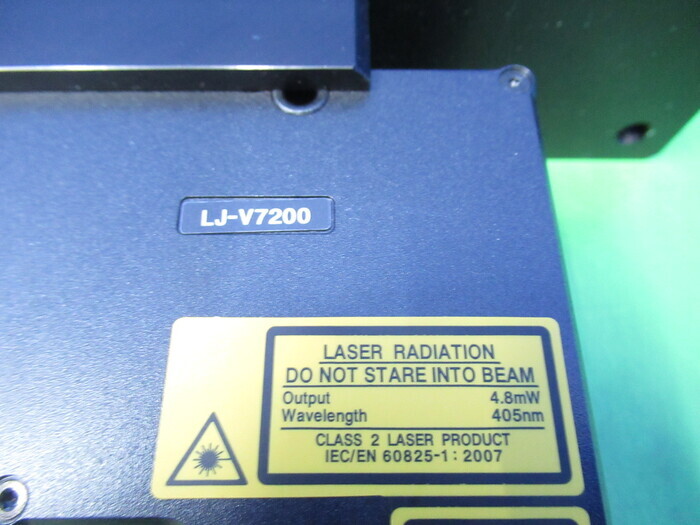 LJ-V7200
LASER RADIATION
DO NOT STARE INTO BEAM
Output 4.8mW
Wavelength 405nm
CLASS 2 LASER PRODUCT
IEC/EN 60825-1: 2007